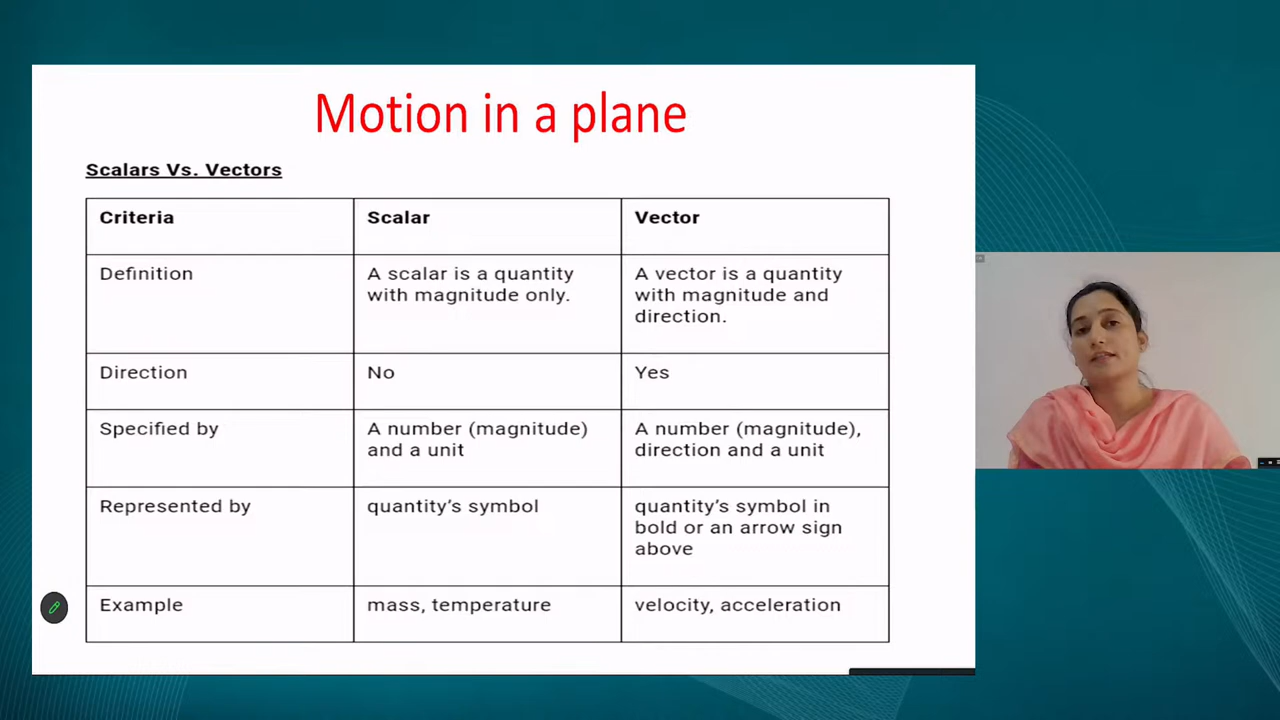 Motion in a plane
Scalars Vs. Vectors
Criteria
Scalar
Vector
Definition
A scalar is a quantity
with magnitude only.
A vector is a quantity
with magnitude and
direction.
Direction
No
Yes
Specified by
A number (magnitude)
and a unit
A number (magnitude),
direction and a unit
Represented by
quantity’s symbol
quantity’s symbol in
bold or an arrow sign
above
Example
mass, temperature
velocity, acceleration